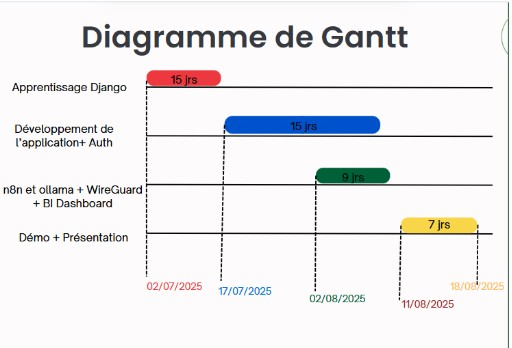 Diagramme de Gantt
15 jrs
Apprentissage Django
15 jrs
Développement de
l'application+ Auth
9 jrs
n8n et ollama + WireGuard
+ BI Dashboard
7 jrs
Démo + Présentation
02/07/2025
17/07/2025
02/08/2025
11/08/2025
18/08/2025